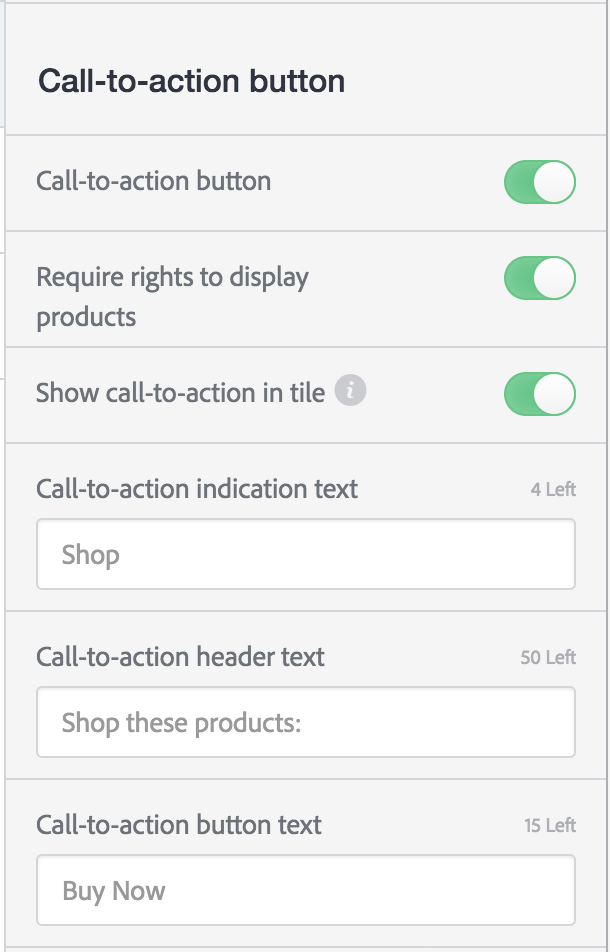 Call-to-action button
Call-to-action button
Require rights to display
products
Show call-to-action in tile i
Call-to-action indication text 4 Left
Shop
Call-to-action header text 50 Left
Shop these products:
Call-to-action button text 15 Left
Buy Now